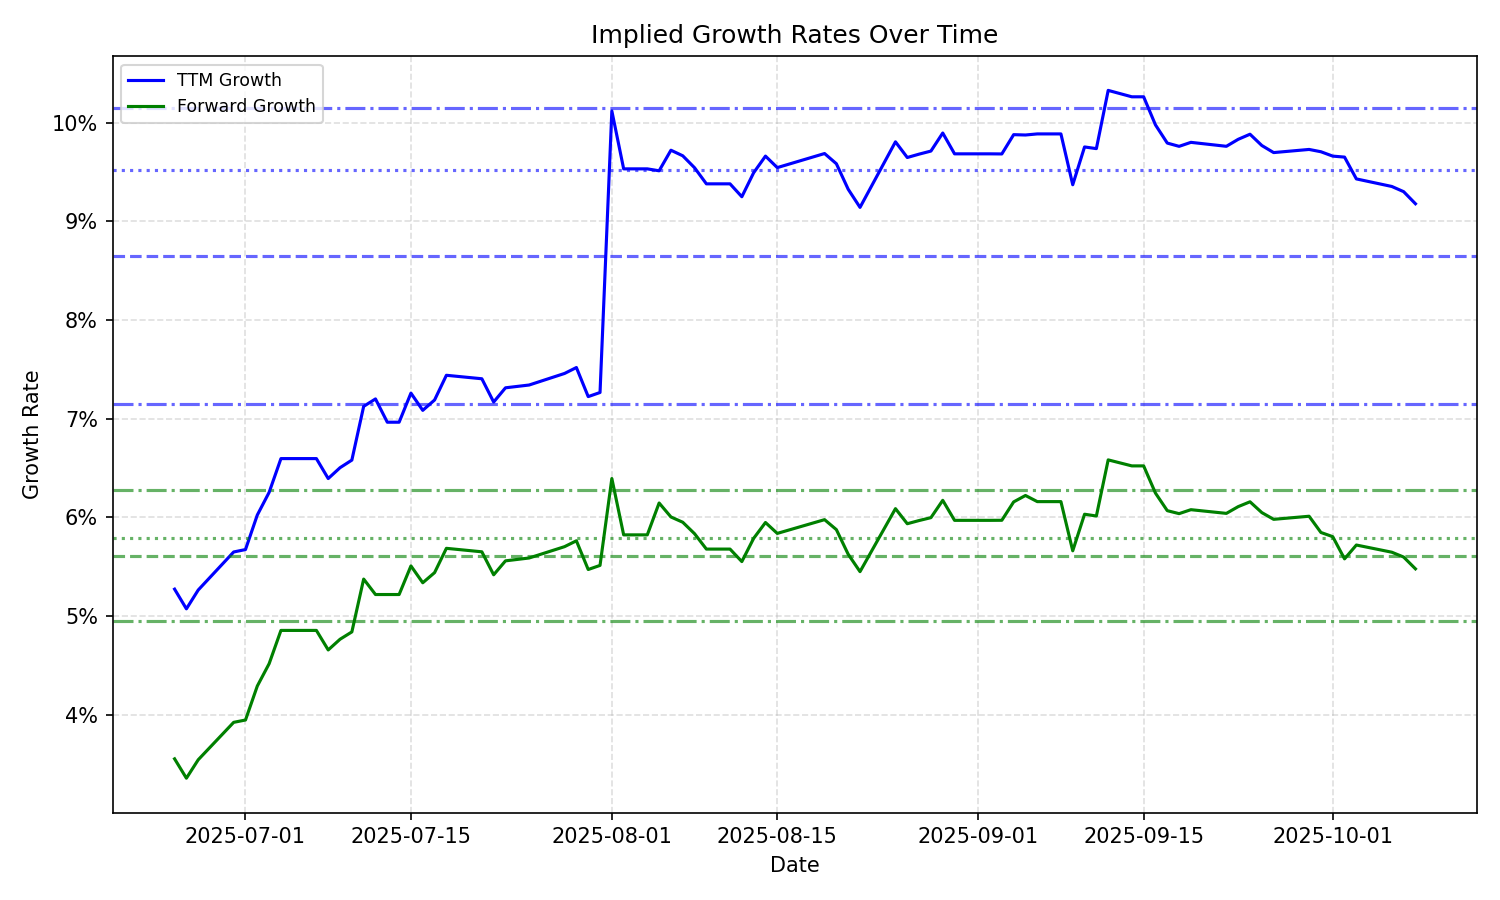 Implied Growth Rates Over Time
TTM Growth
Forward Growth
10%
9%
8%
7%
6%
5%
4%
Growth Rate
2025-07-01 2025-07-15 2025-08-01 2025-08-15 2025-09-01 2025-09-15 2025-10-01
Date